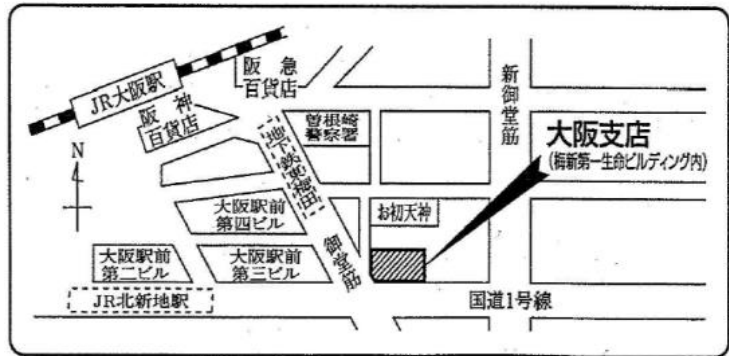 JR大阪駅
阪急
百貨店
阪神
百貨店
新御堂筋
曽根崎
警察署
地下鉄東梅田
N
大阪支店
(梅新第一生命ビルディング内)
お初天神
大阪駅前
第四ビル
大阪駅前
第二ビル
大阪駅前
第三ビル
御堂筋
JR北新地駅
国道1号線